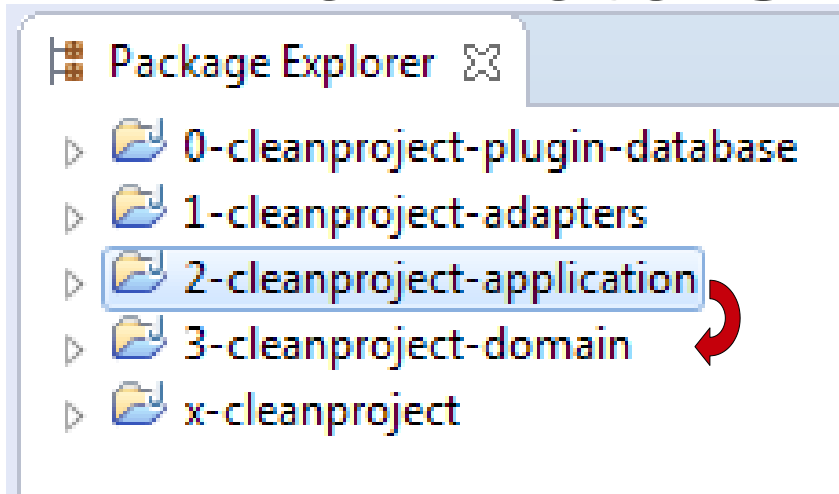 Package Explorer
0-cleanproject-plugin-database
1-cleanproject-adapters
2-cleanproject-application
3-cleanproject-domain
x-cleanproject